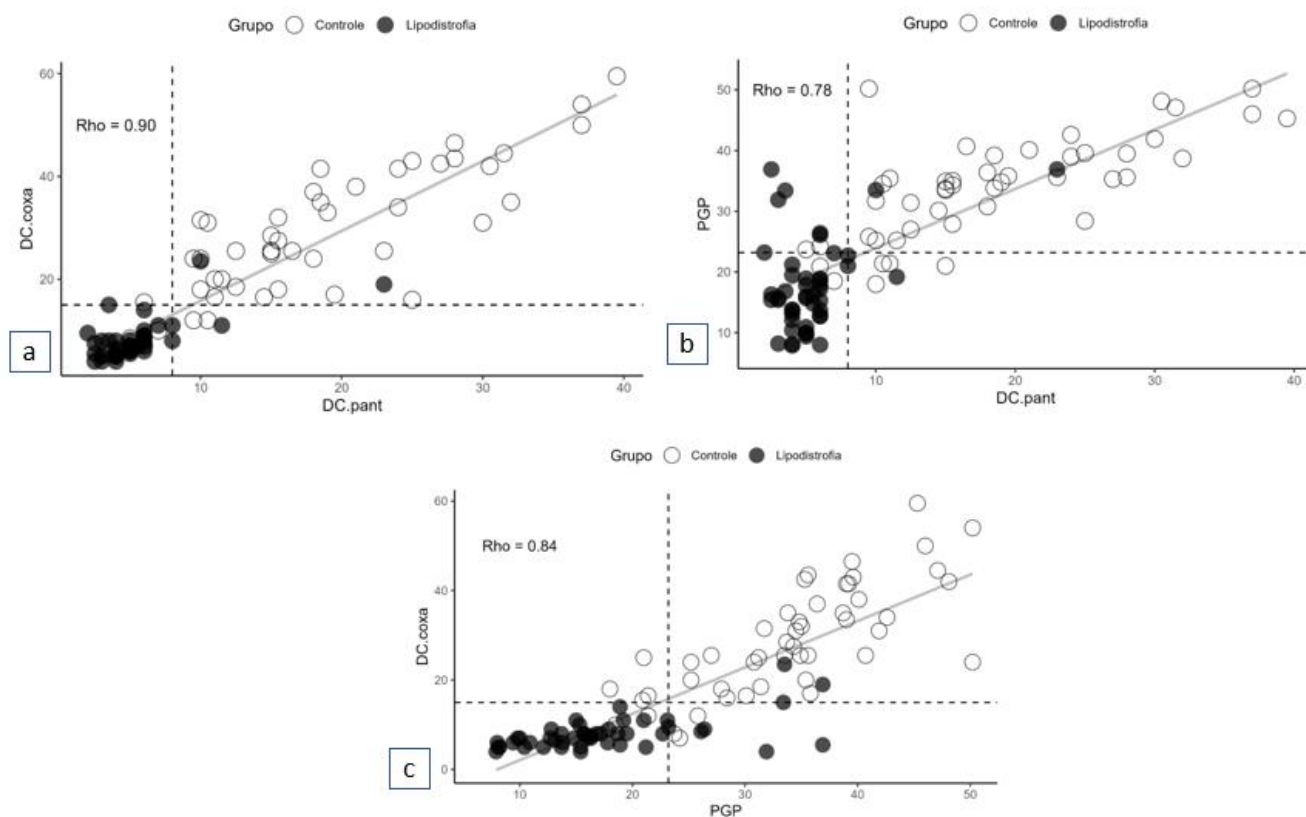 Grupo Controle Lipodistrofia
60
40
20
Rho = 0.90
DC.coxa
10 20 30 40
DC.pant
a
Grupo Controle Lipodistrofia
50
40
30
20
10
Rho = 0.78
PGP
10 20 30 40
DC.pant
b
Grupo Controle Lipodistrofia
60
40
20
0
Rho = 0.84
DC.coxa
10 20 30 40 50
PGP
c